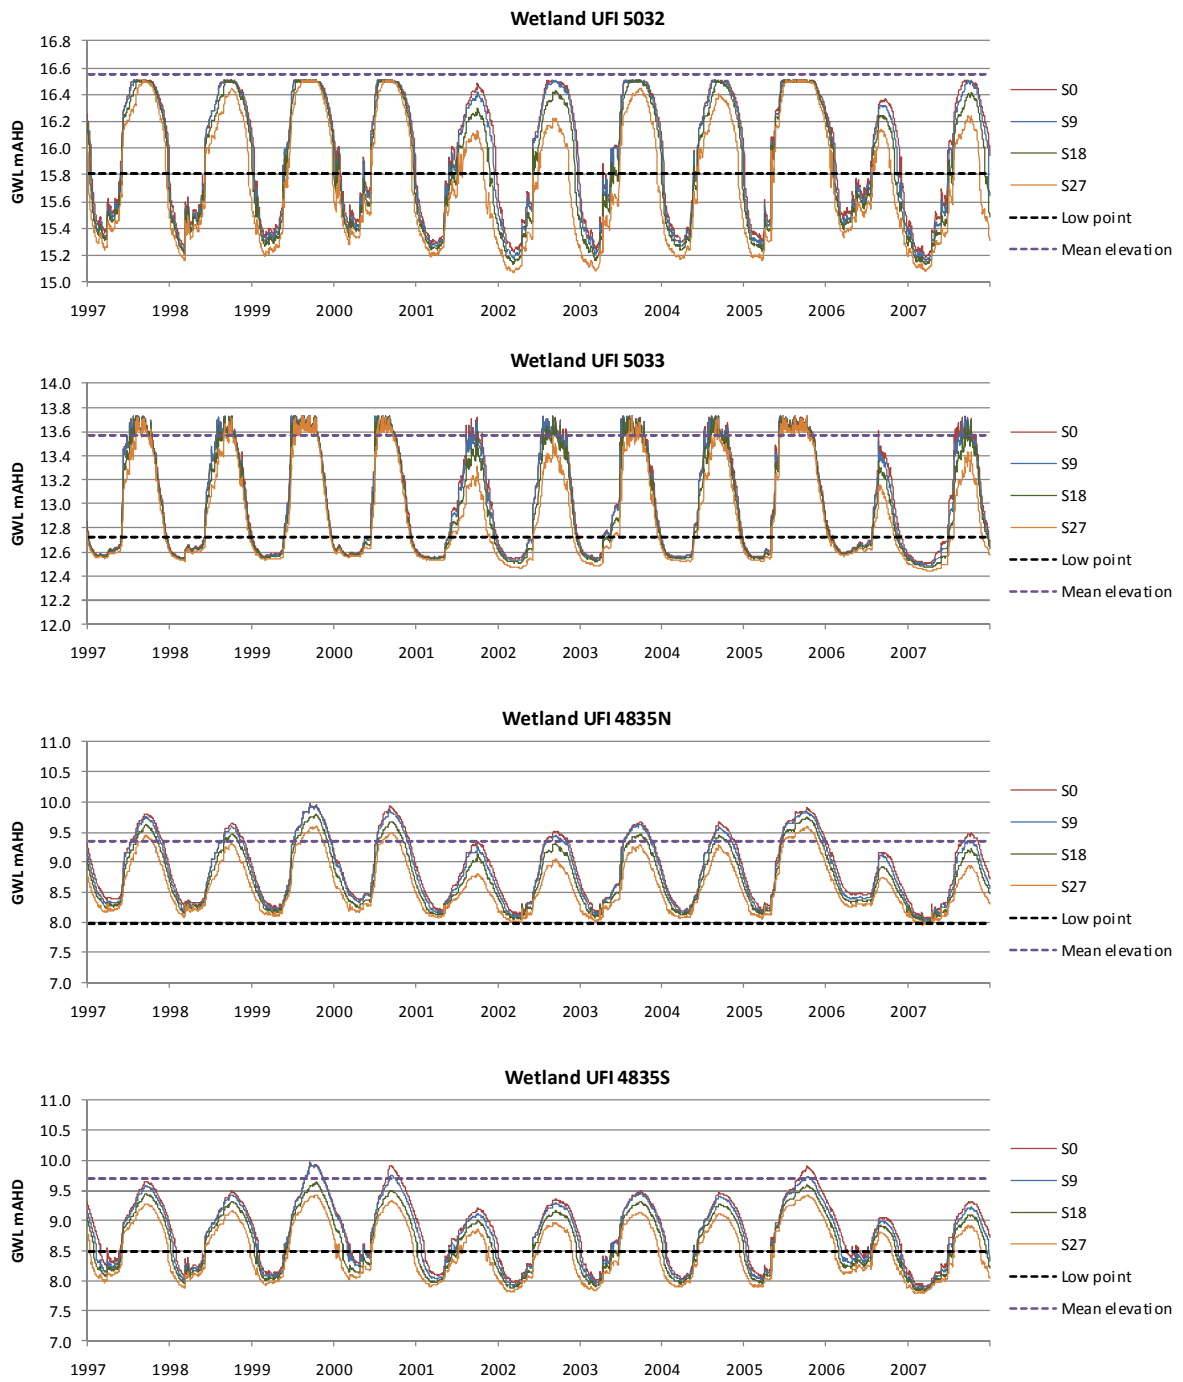 Wetland UFI 5032
GWL mAHD
16.8
16.6
16.4
16.2
16.0
15.8
15.6
15.4
15.2
15.0
1997 1998 1999 2000 2001 2002 2003 2004 2005 2006 2007
S0
S9
S18
S27
Low point
Mean elevation
Wetland UFI 5033
GWL mAHD
14.0
13.8
13.6
13.4
13.2
13.0
12.8
12.6
12.4
12.2
12.0
1997 1998 1999 2000 2001 2002 2003 2004 2005 2006 2007
S0
S9
S18
S27
Low point
Mean elevation
Wetland UFI 4835N
GWL mAHD
11.0
10.5
10.0
9.5
9.0
8.5
8.0
7.5
7.0
1997 1998 1999 2000 2001 2002 2003 2004 2005 2006 2007
S0
S9
S18
S27
Low point
Mean elevation
Wetland UFI 4835S
GWL mAHD
11.0
10.5
10.0
9.5
9.0
8.5
8.0
7.5
7.0
1997 1998 1999 2000 2001 2002 2003 2004 2005 2006 2007
S0
S9
S18
S27
Low point
Mean elevation